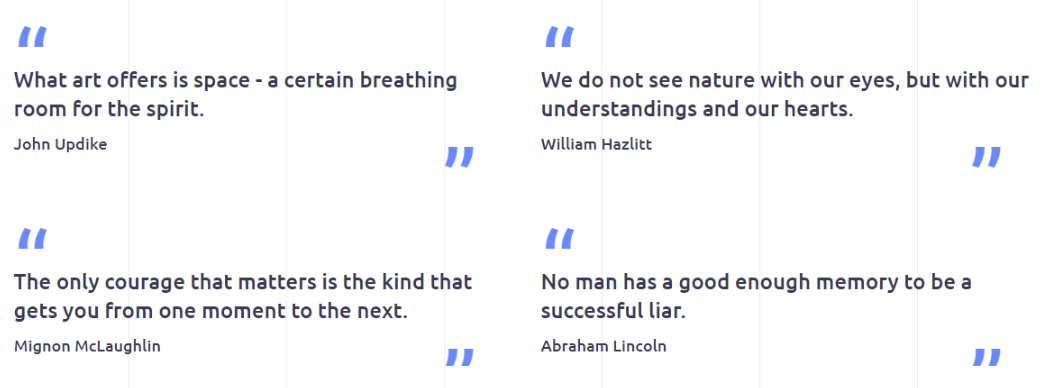 “
What art offers is space - a certain breathing
room for the spirit.
John Updike
”
“
We do not see nature with our eyes, but with our
understandings and our hearts.
William Hazlitt
”
“
The only courage that matters is the kind that
gets you from one moment to the next.
Mignon McLaughlin
”
“
No man has a good enough memory to be a
successful liar.
Abraham Lincoln
”